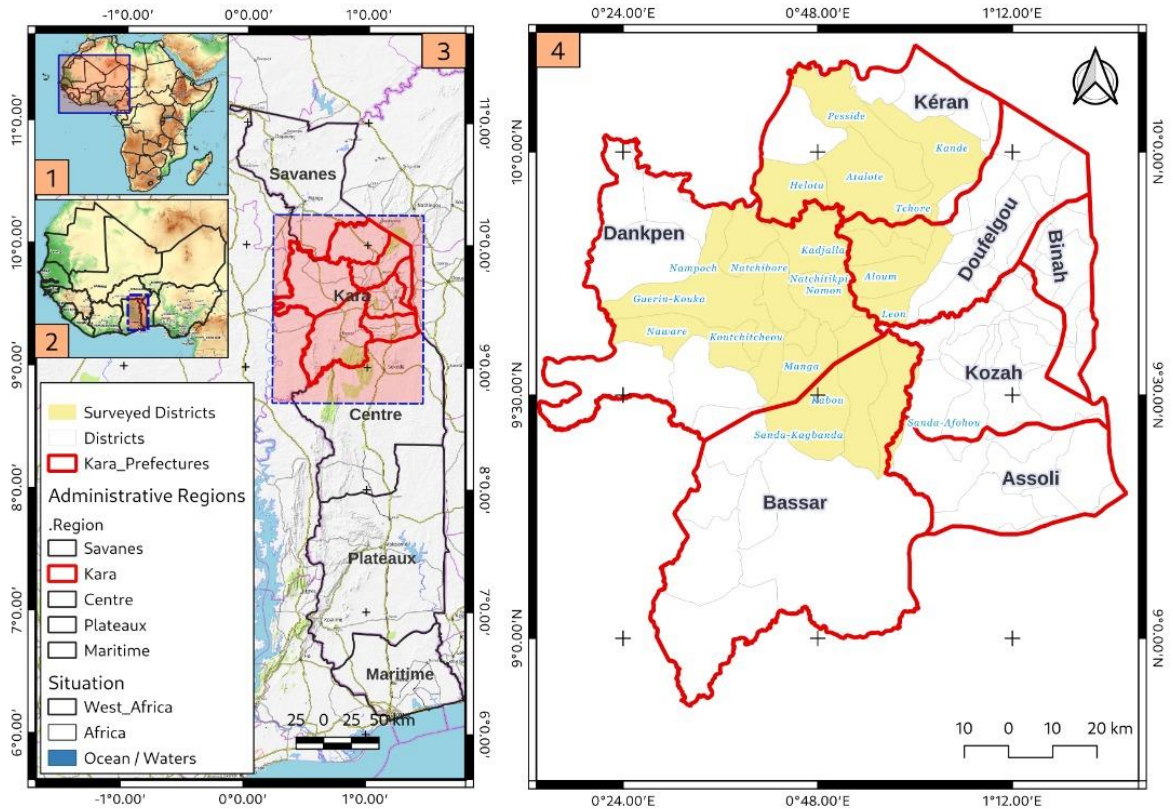 0°0.00'
1°0.00'
3
11°0.00'
10°0.00'
9°0.00'
8°0.00'
7°0.00'
6°0.00'
1
2
Savanes
Kara
Centre
Plateaux
Maritime
25 0 25 50 km
Surveyed Districts
Districts
Kara_Prefectures
Administrative Regions
.Region
Savanes
Kara
Centre
Plateaux
Maritime
Situation
West_Africa
Africa
Ocean / Waters
11°0.00'
10°0.00'
9°0.00'
8°0.00'
7°0.00'
6°0.00'
-1°0.00'
0°0.00'
1°0.00'
0°24.00'E
0°48.00'E
1°12.00'E
4
10°0.00'N
9°30.00'N
9°0.00'N
Kéran
Pesside
Kande
Atalote
Helota
Tchore
Dankpen
Kadjalla
Doufelgou
Binah
Nampoch
Natchibore
Natchitikpi
Aloum
Namon
Guerin-Kouka
Leon
Naware
Koutchitcheou
Manga
Kozah
Kabou
Sanda-Kagbanda
Sanda-Afohou
Assoli
Bassar
10 0 10 20 km
10°0.00'N
9°30.00'N
9°0.00'N
0°24.00'E
0°48.00'E
1°12.00'E